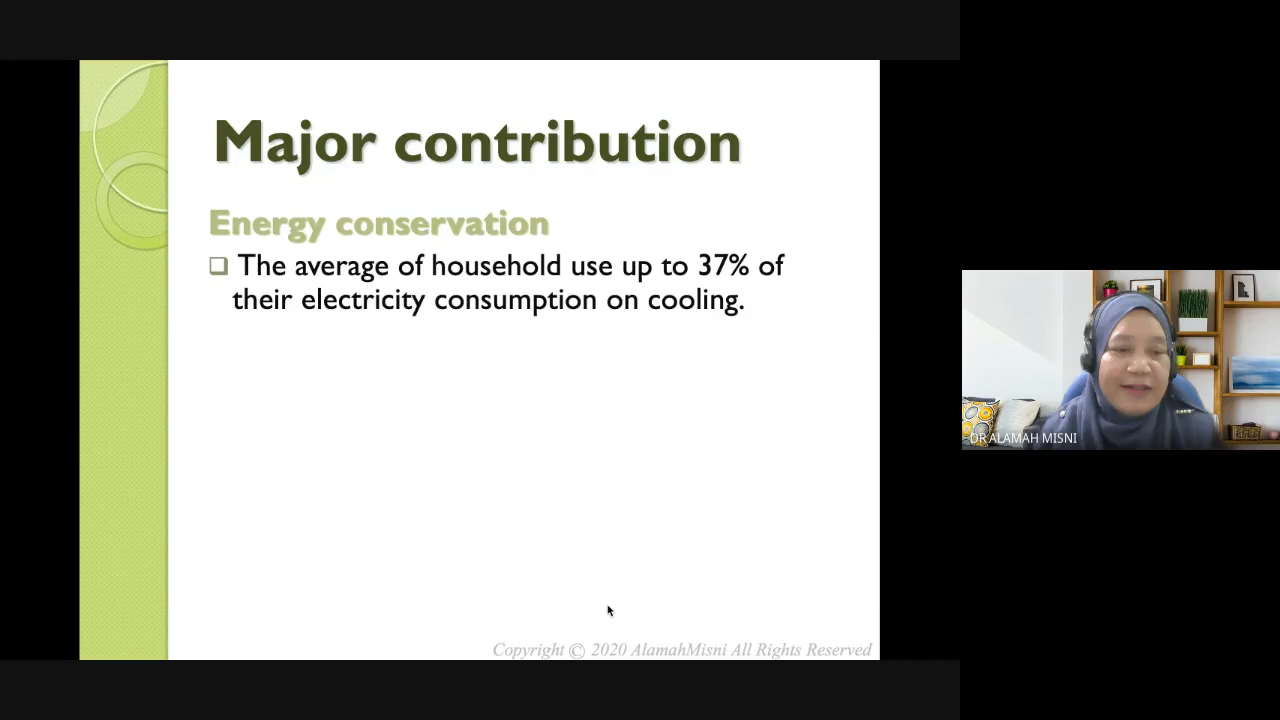 Major contribution
Energy conservation
The average of household use up to 37% of
their electricity consumption on cooling.
DR ALAMAH MISNI
Copyright © 2020 AlamahMisni All Rights Reserved